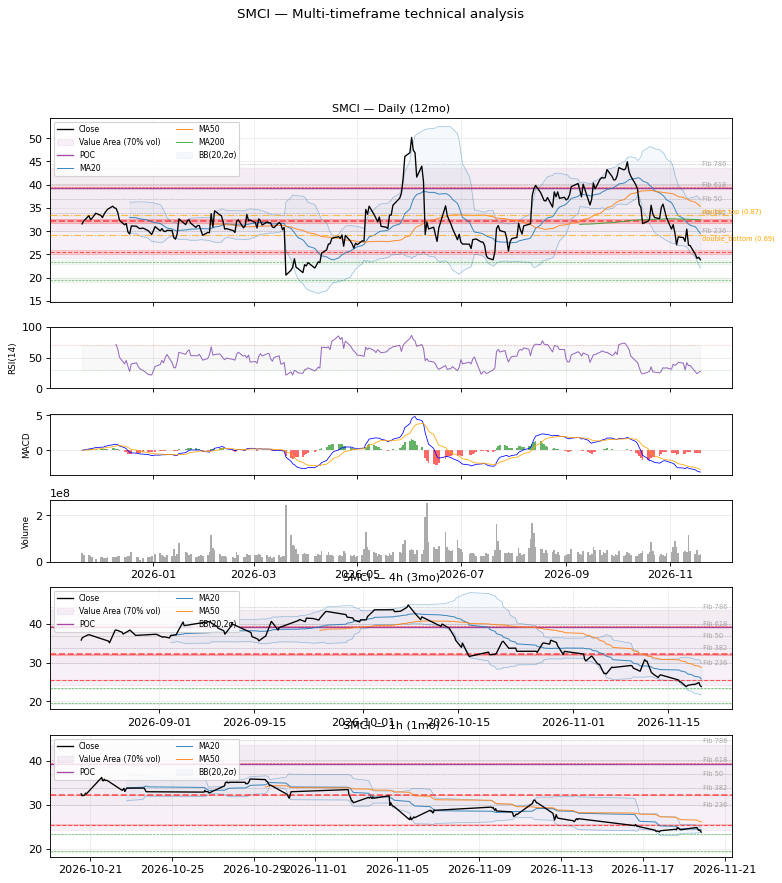 SMCI — Multi-timeframe technical analysis
SMCI — Daily (12mo)
Close
Value Area (70% vol)
POC
MA20
MA50
MA200
BB(20,2σ)
50
45
40
35
30
25
20
15
Fib 786
Fib 618
Fib 50
double_top (0.87)
Fib 236
double_bottom (0.69)
RSI(14)
100
50
0
MACD
5
0
1e8
Volume
2
0
2026-01
2026-03
2026-05
2026-07
2026-09
2026-11
SMCI — 4h (3mo)
Close
Value Area (70% vol)
POC
MA20
MA50
BB(20,2σ)
40
30
20
Fib 786
Fib 618
Fib 50
Fib 382
Fib 236
2026-09-01
2026-09-15
2026-10-01
2026-10-15
2026-11-01
2026-11-15
SMCI — 1h (1mo)
Close
Value Area (70% vol)
POC
MA20
MA50
BB(20,2σ)
40
30
20
Fib 786
Fib 618
Fib 50
Fib 382
Fib 236
2026-10-21
2026-10-25
2026-10-29
2026-11-01
2026-11-05
2026-11-09
2026-11-13
2026-11-17
2026-11-21